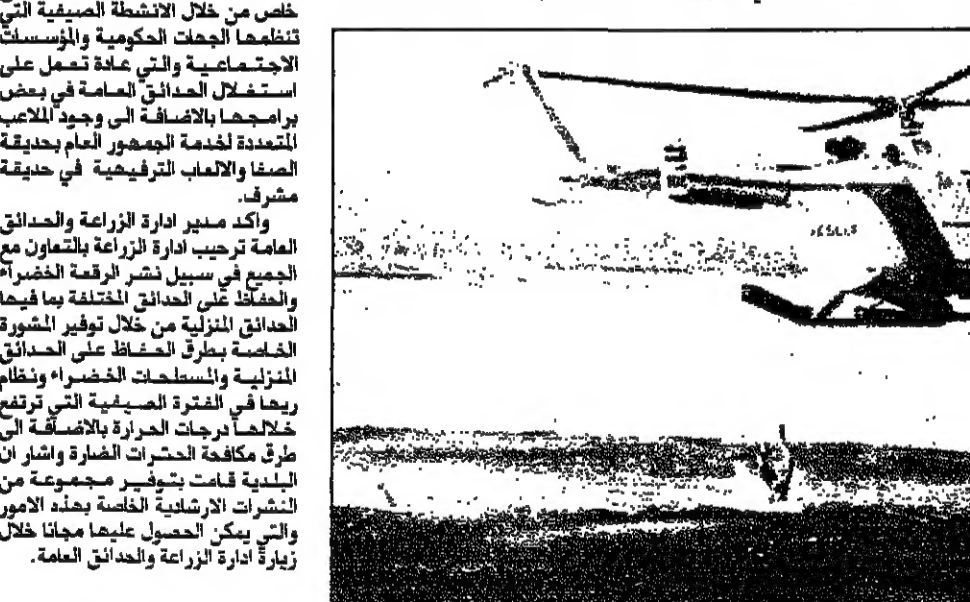 خاص من خلال الانشطة الصيفية التي
تنظمها الجهات الحكومية والمؤسسات
الاجتماعية والتي عادة تعمل على
استغلال الحدائق العامة في بعض
برامجها بالاضافة الى وجود الملاعب
المتعددة لخدمة الجمهور العام بحديقة
الصفا والالعاب الترفيهية في حديقة
مشرف.
واكد مدير ادارة الزراعة والحدائق
العامة ترحيب ادارة الزراعة بالتعاون مع
الجميع في سبيل نشر الرقعة الخضراء
والحفاظ على الحدائق المختلفة بما فيها
الحدائق المنزلية من خلال توفير المشورة
الخاصة بطرق الحفاظ على الحدائق
المنزلية والمسطحات الخضراء ونظام
ريها في الفترة الصيفية التي ترتفع
خلالها درجات الحرارة بالاضافة الى
طرق مكافحة الحشرات الضارة واشار ان
البلدية قامت بتوفير مجموعة من
النشرات الارشادية الخاصة بهذه الامور
والتي يمكن الحصول عليها مجانا خلال
زيارة ادارة الزراعة والحدائق العامة.